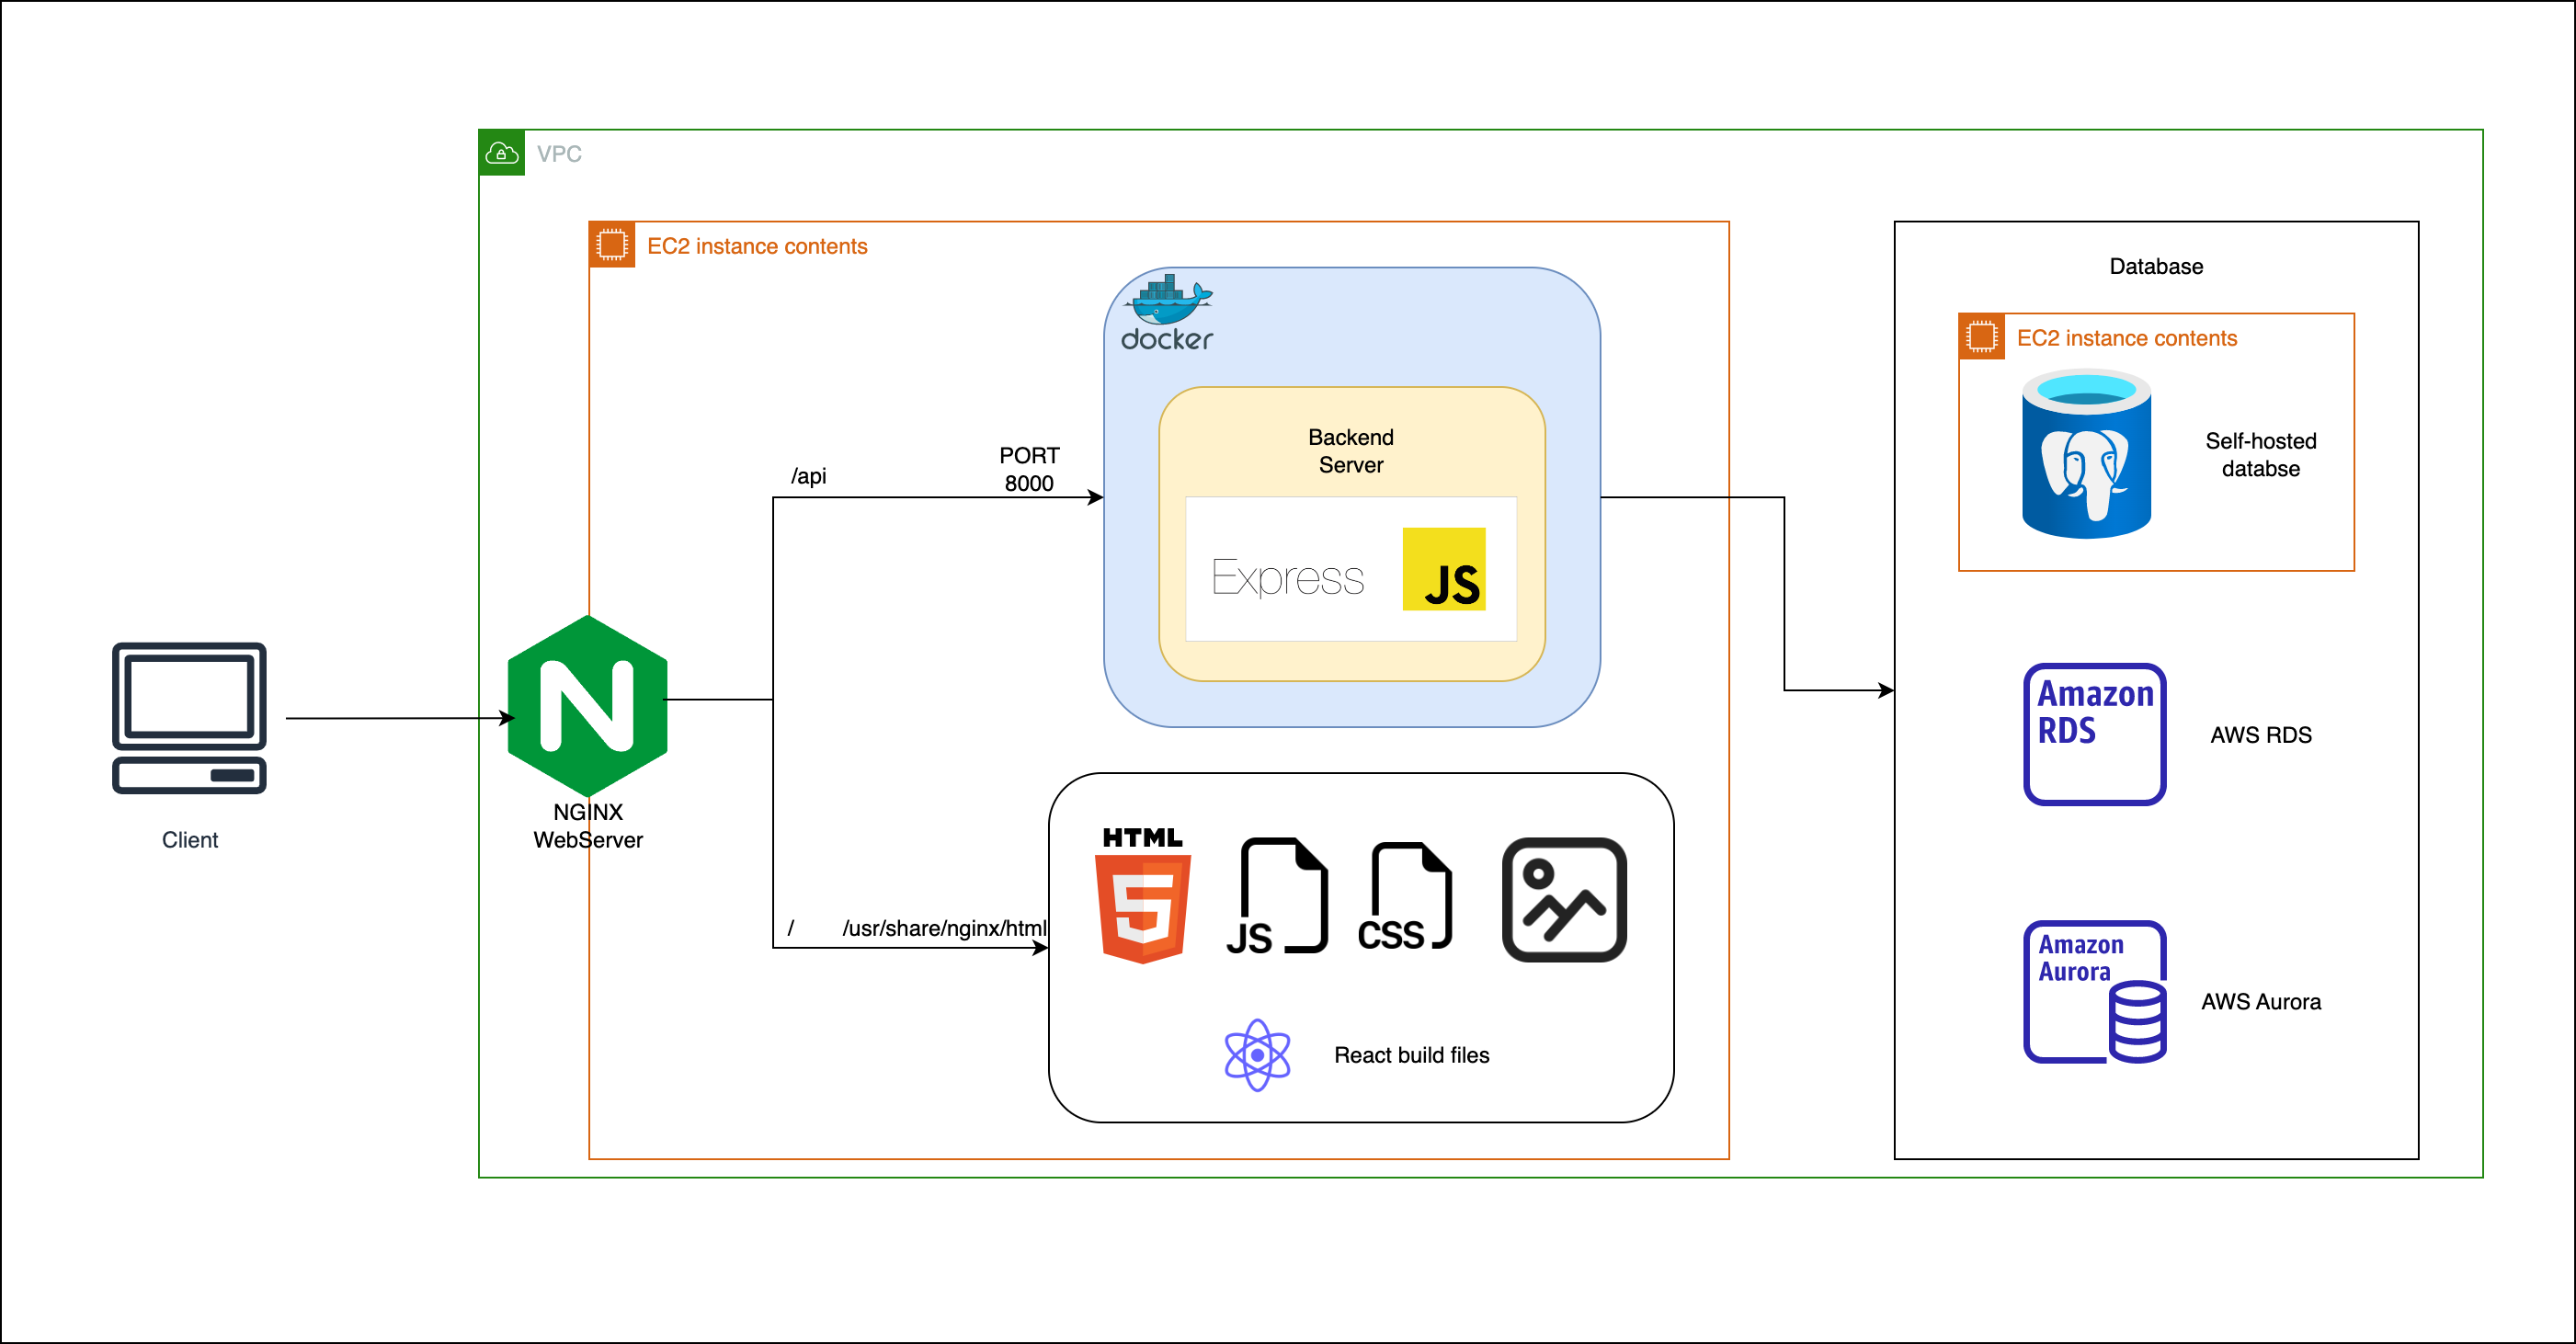 VPC
EC2 instance contents
docker
Backend
Server
Express
JS
/api
PORT
8000
NGINX
WebServer
Client
/
/usr/share/nginx/html
HTML
5
JS
CSS
React build files
Database
EC2 instance contents
Self-hosted
databse
Amazon
RDS
AWS RDS
Amazon
Aurora
AWS Aurora